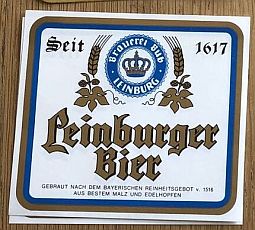 Seit 1617
Brauerei Bub
LEINBURG
Leinburger
Bier
GEBRAUT NACH DEM BAYERISCHEN REINHEITSGEBOT v. 1516
AUS BESTEM MALZ UND EDELHOPFEN